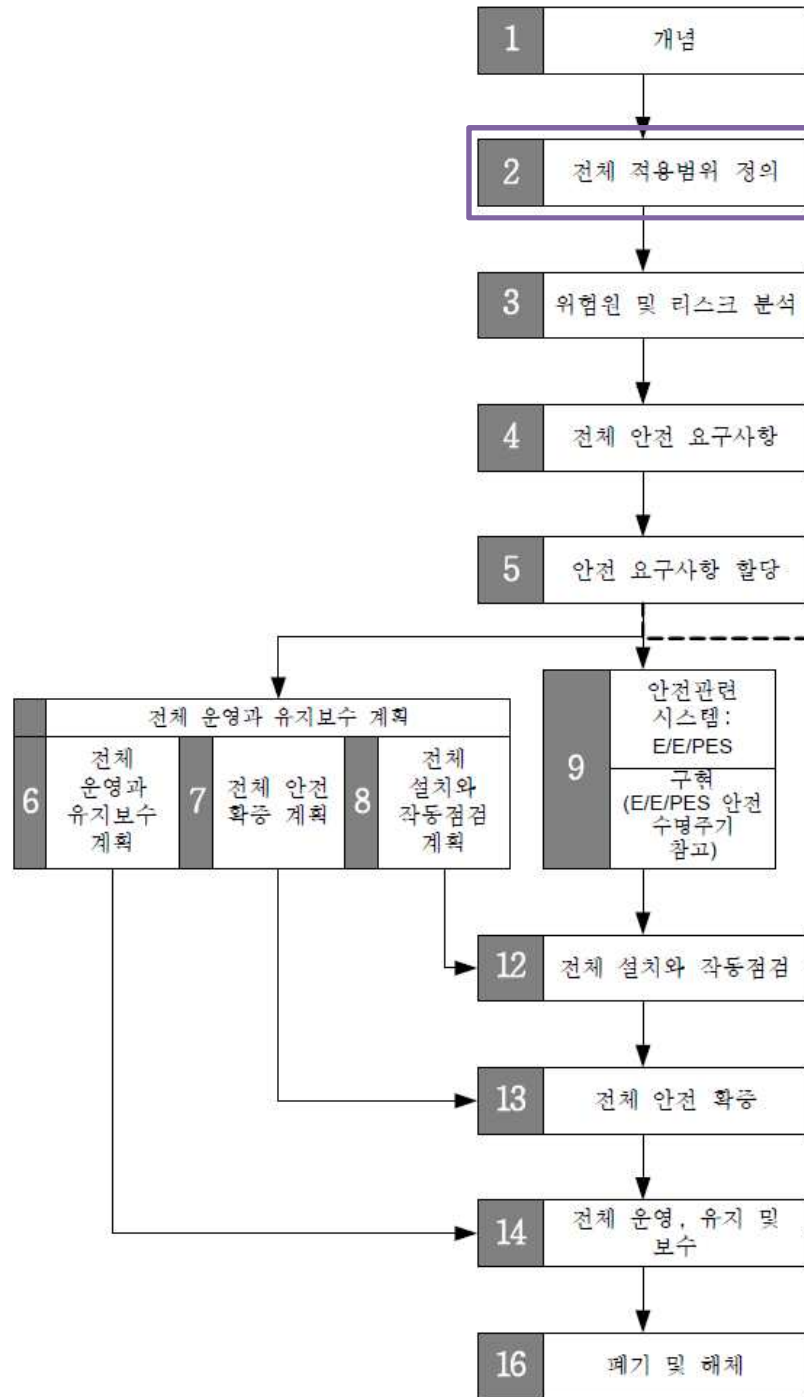 1
개념
2
전체 적용범위 정의
3
위험원 및 리스크 분석
4
전체 안전 요구사항
5
안전 요구사항 할당
전체 운영과 유지보수 계획
6
전체
운영과
유지보수
계획
7
전체 안전
확증 계획
8
전체
설치와
작동점검
계획
9
안전관련
시스템:
E/E/PES
구현
(E/E/PES 안전
수명주기
참고)
12
전체 설치와 작동점검
13
전체 안전 확증
14
전체 운영, 유지 및
보수
16
폐기 및 해체